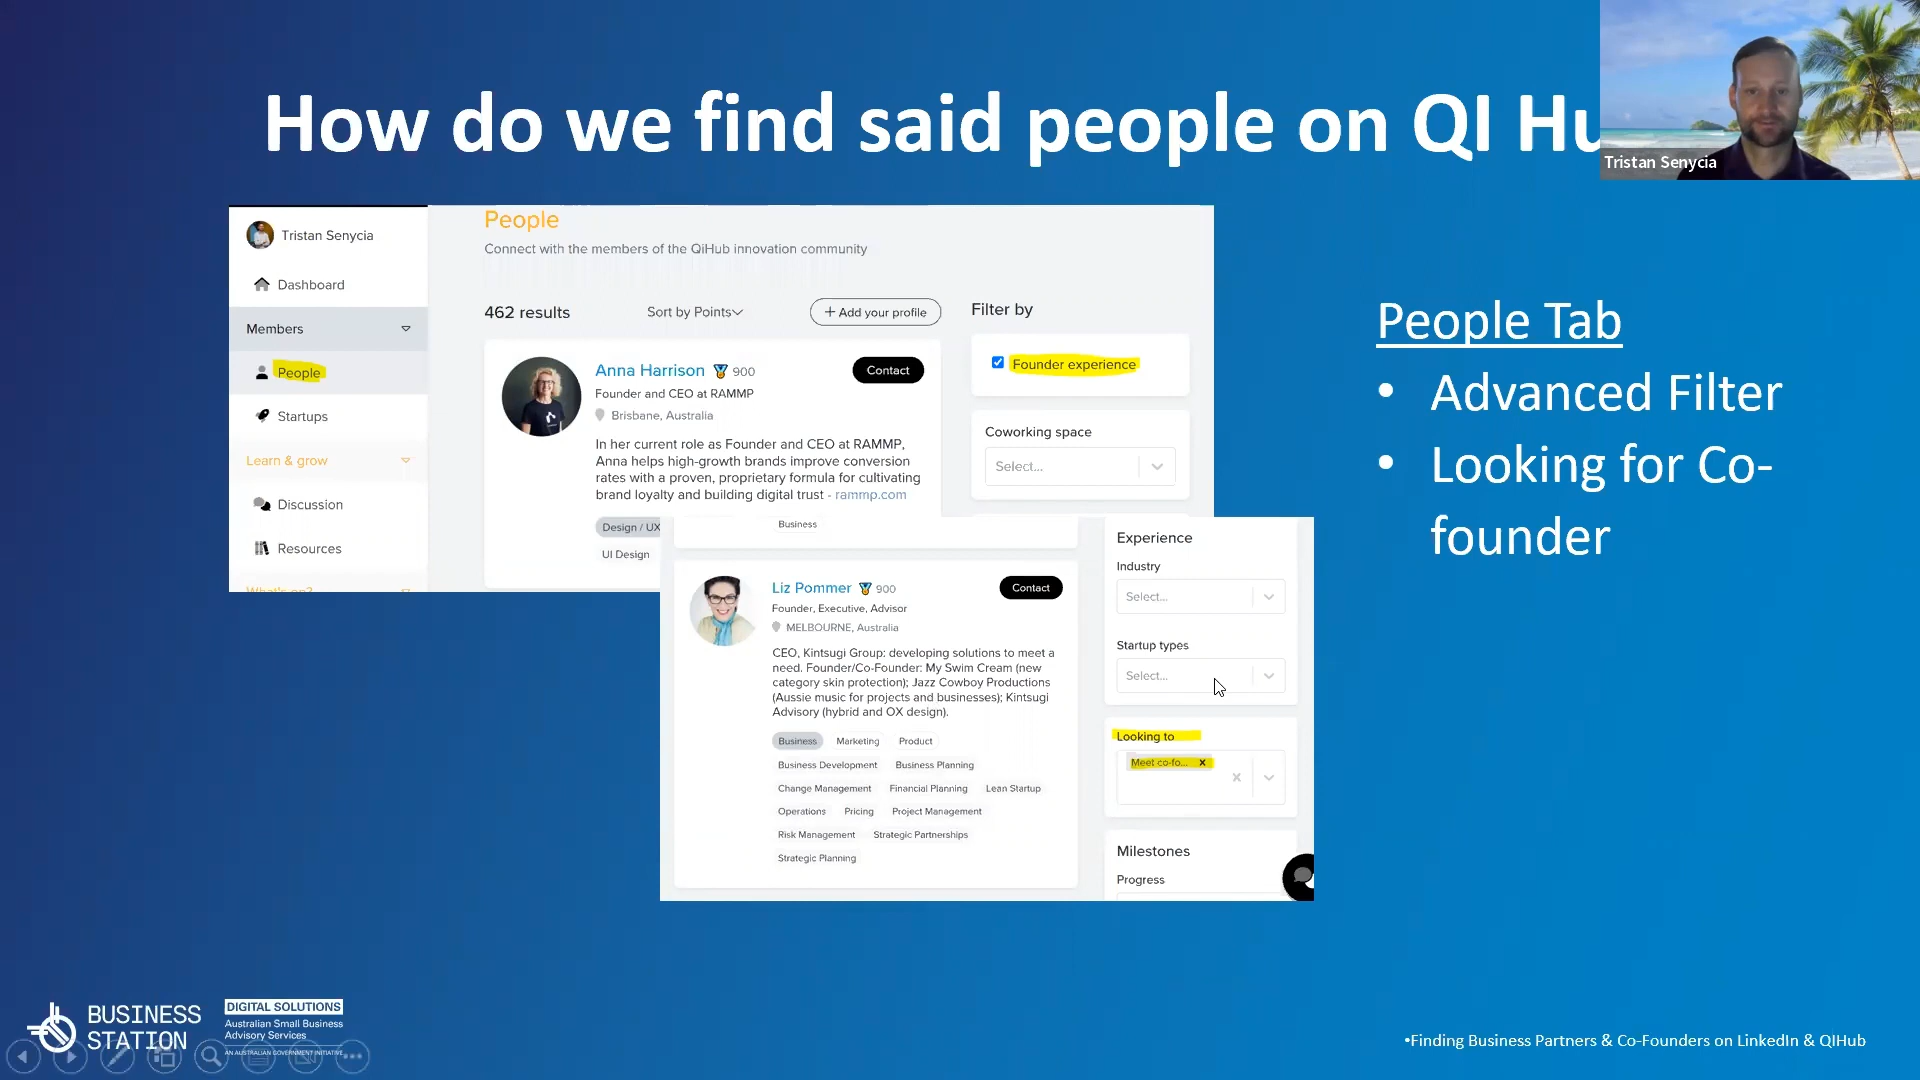 How do we find said people on QI Hu
Tristan Senycia
Tristan Senycia
Dashboard
Members
People
Startups
Learn & grow
Discussion
Resources
What's on?
People
Connect with the members of the QiHub innovation community
462 results
Sort by Points
+ Add your profile
Anna Harrison 900
Contact
Founder and CEO at RAMMP
Brisbane, Australia
In her current role as Founder and CEO at RAMMP,
Anna helps high-growth brands improve conversion
rates with a proven, proprietary formula for cultivating
brand loyalty and building digital trust - rammp.com
Design / UX
UI Design
Filter by
Founder experience
Coworking space
Select...
Business
Liz Pommer 900
Contact
Founder, Executive, Advisor
MELBOURNE, Australia
CEO, Kintsugi Group: developing solutions to meet a
need. Founder/Co-Founder: My Swim Cream (new
category skin protection); Jazz Cowboy Productions
(Aussie music for projects and businesses); Kintsugi
Advisory (hybrid and OX design).
Business Marketing Product
Business Development Business Planning
Change Management Financial Planning Lean Startup
Operations Pricing Project Management
Risk Management Strategic Partnerships
Strategic Planning
Experience
Industry
Select...
Startup types
Select...
Looking to
Meet co-fo... x
Milestones
Progress
People Tab
• Advanced Filter
• Looking for Co-
founder
BUSINESS
STATION
DIGITAL SOLUTIONS
Australian Small Business
Advisory Services
AN AUSTRALIAN GOVERNMENT INITIATIVE
•Finding Business Partners & Co-Founders on LinkedIn & QIHub